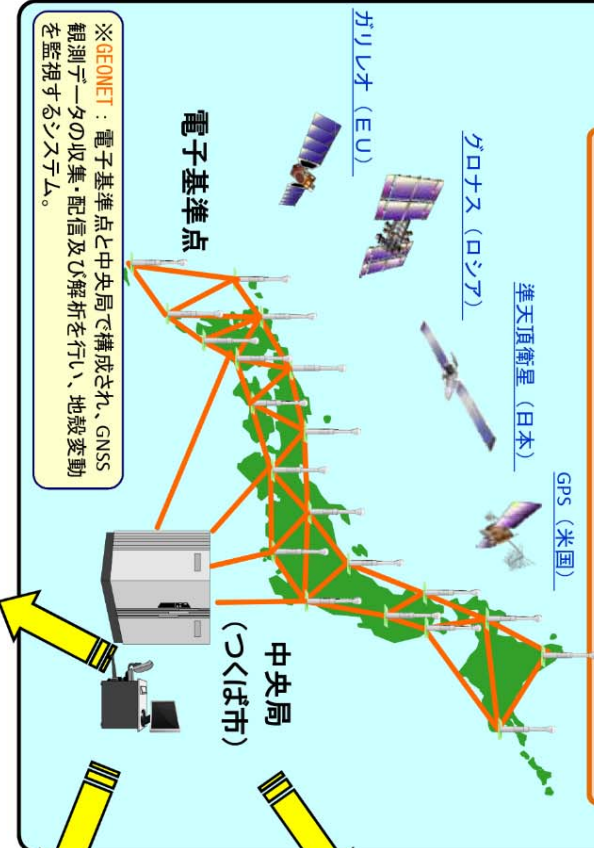 ガリレオ（ＥＵ）
グロナス（ロシア）
準天頂衛星（日本）
GPS（米国）
電子基準点
中央局
（つくば市）
※GEONET：電子基準点と中央局で構成され、GNSS
観測データの収集・配信及び解析を行い、地殻変動
を監視するシステム。